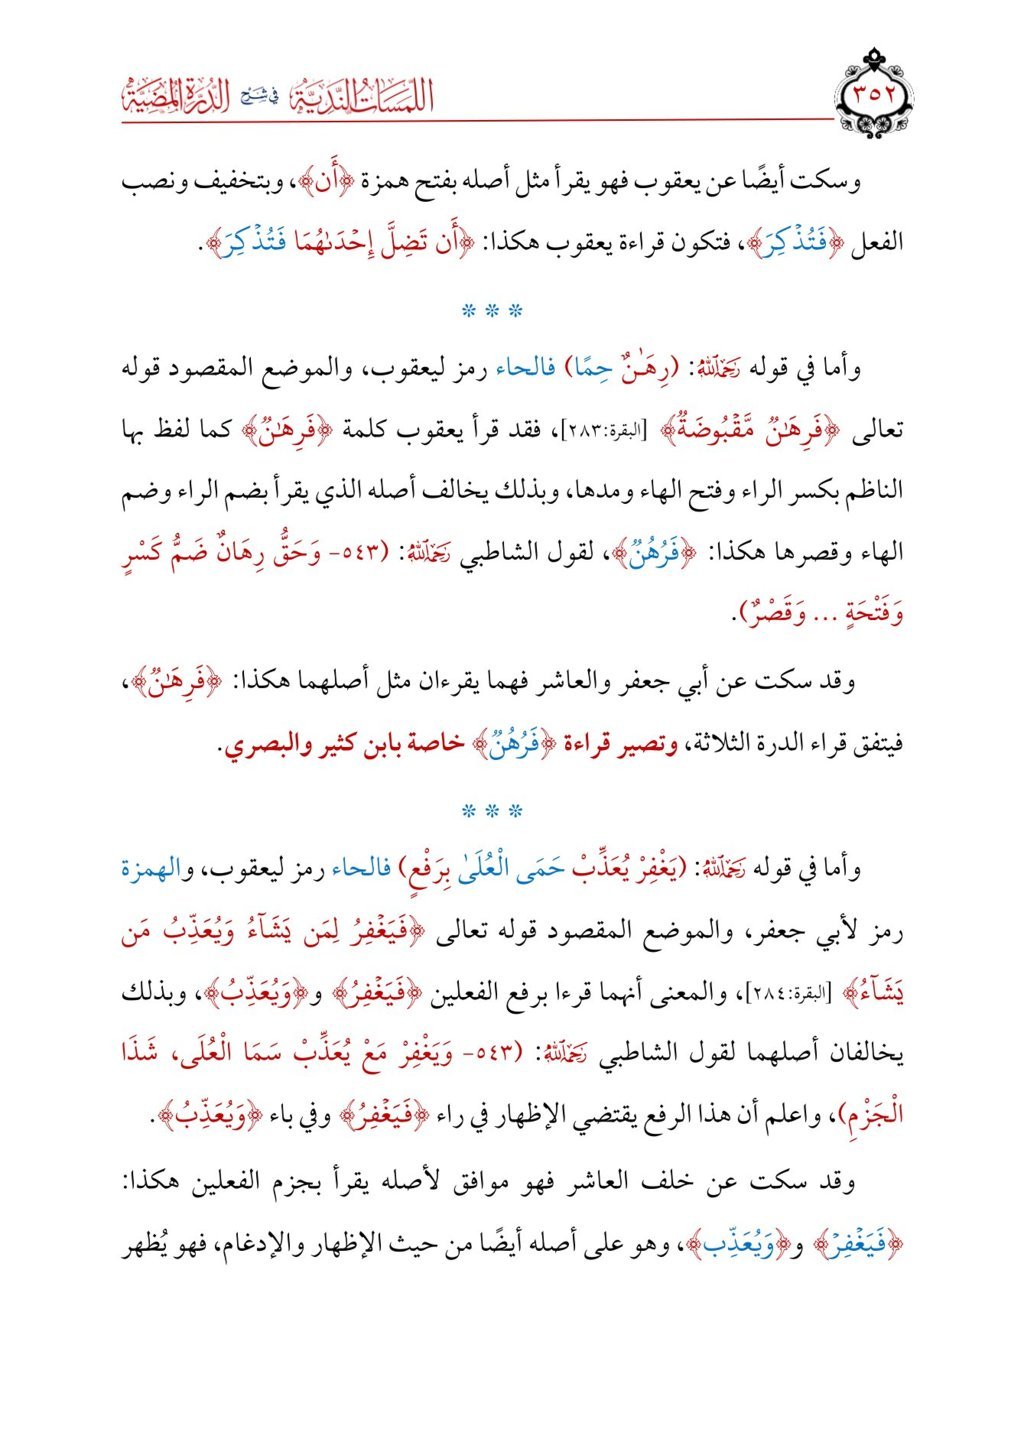 اللمسات الندية في شرح الدرة المضية
٣٥٢
وسكت أيضًا عن يعقوب فهو يقرأ مثل أصله بفتح همزة ﴿أَن﴾، وبتخفيف ونصب
الفعل ﴿فَتُذْكِرَ﴾، فتكون قراءة يعقوب هكذا: ﴿أَن تَضِلَّ إِحْدَىٰهُمَا فَتُذْكِرَ﴾.
* * *
وأما في قوله رَحِمَهُ ٱللَّهُ: (رِهَـٰنٌ حِمًا) فالحاء رمز ليعقوب، والموضع المقصود قوله
تعالى ﴿فَرِهَـٰنٌ مَّقْبُوضَةٌ﴾ [البقرة:٢٨٣]، فقد قرأ يعقوب كلمة ﴿فَرِهَـٰنٌ﴾ كما لفظ بها
الناظم بكسر الراء وفتح الهاء ومدها، وبذلك يخالف أصله الذي يقرأ بضم الراء وضم
الهاء وقصرها هكذا: ﴿فَرُهُنٌ﴾، لقول الشاطبي رَحِمَهُ ٱللَّهُ: (٥٤٣- وَحَقُّ رِهَانٌ ضَمُّ كَسْرٍ
وَفَتْحَةٍ ... وَقَصْرٌ).
وقد سكت عن أبي جعفر والعاشر فهما يقرءان مثل أصلهما هكذا: ﴿فَرِهَـٰنٌ﴾،
فيتفق قراء الدرة الثلاثة، وتصير قراءة ﴿فَرُهُنٌ﴾ خاصة بابن كثير والبصري.
* * *
وأما في قوله رَحِمَهُ ٱللَّهُ: (يَغْفِرْ يُعَذِّبْ حَمَى الْعُلَىٰ بِرَفْعٍ) فالحاء رمز ليعقوب، والهمزة
رمز لأبي جعفر، والموضع المقصود قوله تعالى ﴿فَيَغْفِرُ لِمَن يَشَآءُ وَيُعَذِّبُ مَن
يَشَآءُ﴾ [البقرة:٢٨٤]، والمعنى أنهما قرءا برفع الفعلين ﴿فَيَغْفِرُ﴾ و﴿وَيُعَذِّبُ﴾، وبذلك
يخالفان أصلهما لقول الشاطبي رَحِمَهُ ٱللَّهُ: (٥٤٣- وَيَغْفِرْ مَعْ يُعَذِّبْ سَمَا الْعُلَى، شَذَا
الْجَزْمِ)، واعلم أن هذا الرفع يقتضي الإظهار في راء ﴿فَيَغْفِرُ﴾ وفي باء ﴿وَيُعَذِّبُ﴾.
وقد سكت عن خلف العاشر فهو موافق لأصله يقرأ بجزم الفعلين هكذا:
﴿فَيَغْفِرْ﴾ و﴿وَيُعَذِّب﴾، وهو على أصله أيضًا من حيث الإظهار والإدغام، فهو يُظهر